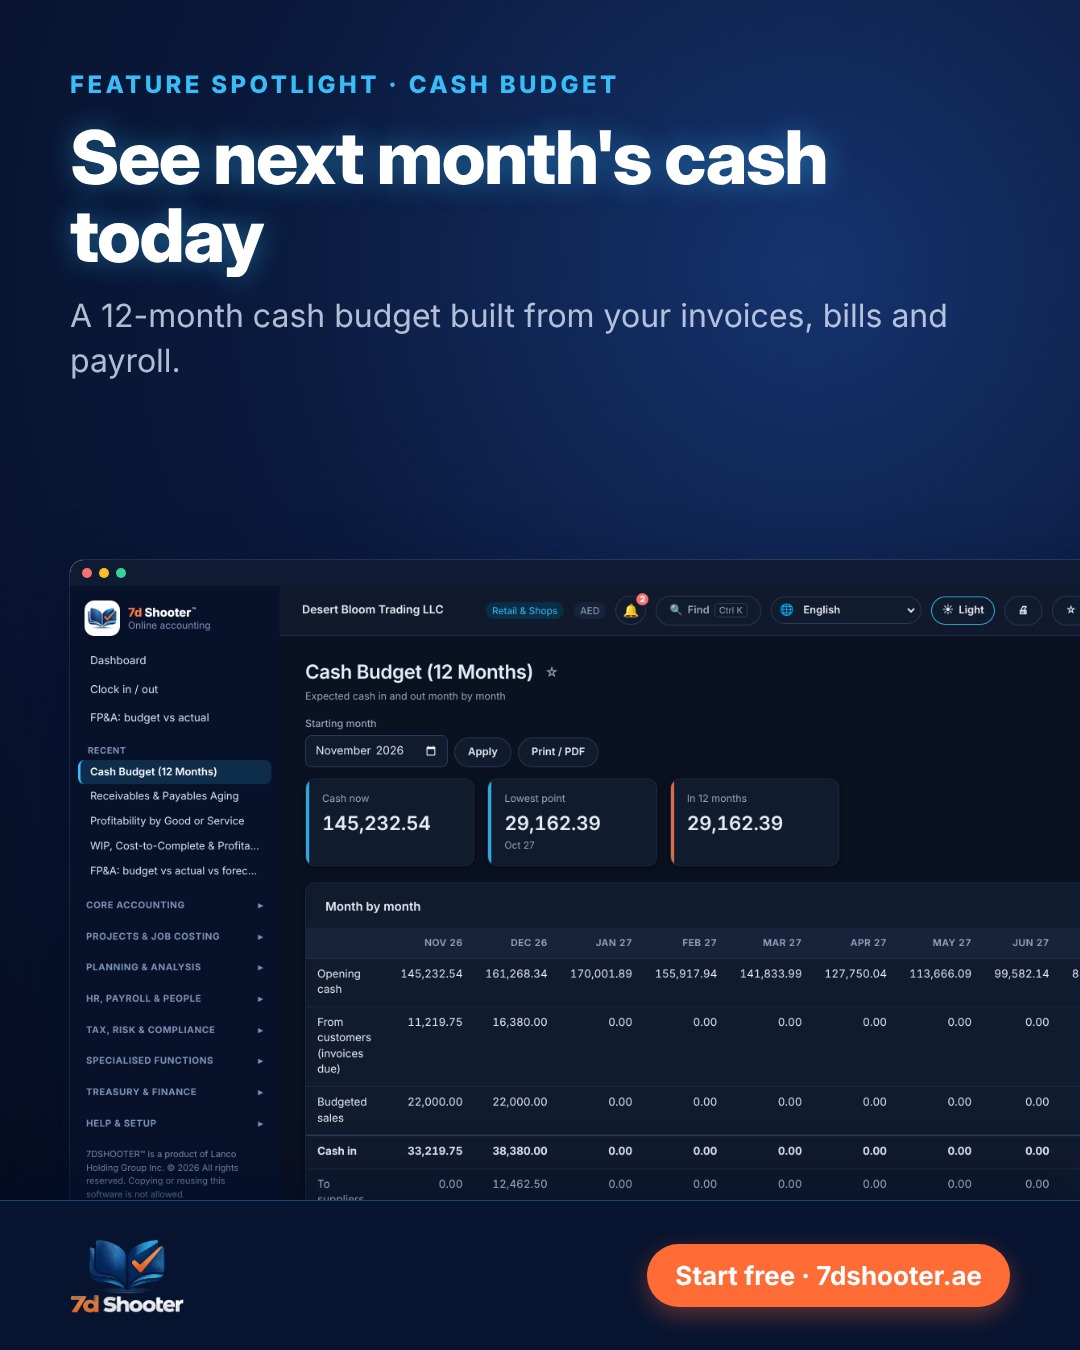 FEATURE SPOTLIGHT · CASH BUDGET
See next month's cash
today
A 12-month cash budget built from your invoices, bills and
payroll.
7d Shooter™
Online accounting
Dashboard
Clock in / out
FP&A: budget vs actual
RECENT
Cash Budget (12 Months)
Receivables & Payables Aging
Profitability by Good or Service
WIP, Cost-to-Complete & Profita...
FP&A: budget vs actual vs forec...
CORE ACCOUNTING
PROJECTS & JOB COSTING
PLANNING & ANALYSIS
HR, PAYROLL & PEOPLE
TAX, RISK & COMPLIANCE
SPECIALISED FUNCTIONS
TREASURY & FINANCE
HELP & SETUP
7DSHOOTER™ is a product of Lanco
Holding Group Inc. © 2026 All rights
reserved. Copying or reusing this
software is not allowed.
Desert Bloom Trading LLC Retail & Shops AED 2 Find Ctrl K English Light
Cash Budget (12 Months)
Expected cash in and out month by month
Starting month
November 2026 Apply Print / PDF
Cash now Lowest point In 12 months
145,232.54 29,162.39 29,162.39
Oct 27
Month by month
NOV 26 DEC 26 JAN 27 FEB 27 MAR 27 APR 27 MAY 27 JUN 27
Opening 145,232.54 161,268.34 170,001.89 155,917.94 141,833.99 127,750.04 113,666.09 99,582.14 8
cash
From 11,219.75 16,380.00 0.00 0.00 0.00 0.00 0.00 0.00
customers
(invoices
due)
Budgeted 22,000.00 22,000.00 0.00 0.00 0.00 0.00 0.00 0.00
sales
Cash in 33,219.75 38,380.00 0.00 0.00 0.00 0.00 0.00 0.00
To 0.00 12,462.50 0.00 0.00 0.00 0.00 0.00 0.00
suppliers
7d Shooter
Start free · 7dshooter.ae